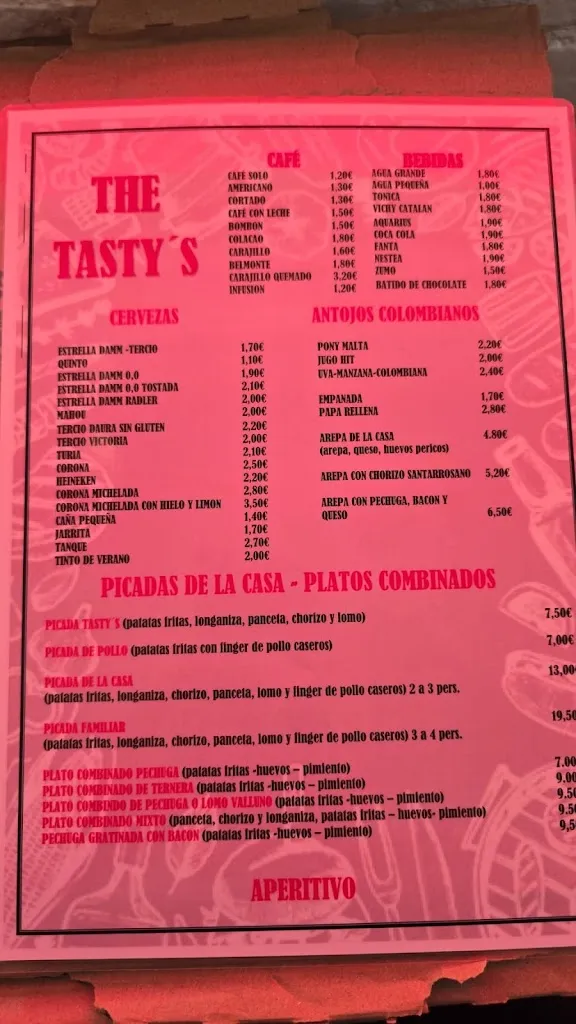 THE
TASTY´S
CAFÉ
CAFÉ SOLO 1,20€
AMERICANO 1,30€
CORTADO 1,30€
CAFÉ CON LECHE 1,50€
BOMBON 1,50€
COLACAO 1,80€
CARAJILLO 1,60€
BELMONTE 1,80€
CARAJILLO QUEMADO 3,20€
INFUSION 1,20€
BEBIDAS
AGUA GRANDE 1,80€
AGUA PEQUEÑA 1,00€
TONICA 1,80€
VICHY CATALAN 1,80€
AQUARIUS 1,90€
COCA COLA 1,90€
FANTA 1,80€
NESTEA 1,90€
ZUMO 1,50€
BATIDO DE CHOCOLATE 1,80€
CERVEZAS
ESTRELLA DAMM -TERCIO 1,70€
QUINTO 1,10€
ESTRELLA DAMM 0,0 1,90€
ESTRELLA DAMM 0,0 TOSTADA 2,10€
ESTRELLA DAMM RADLER 2,00€
MAHOU 2,00€
TERCIO DAURA SIN GLUTEN 2,20€
TERCIO VICTORIA 2,00€
TURIA 2,10€
CORONA 2,50€
HEINEKEN 2,20€
CORONA MICHELADA 2,80€
CORONA MICHELADA CON HIELO Y LIMON 3,50€
CAÑA PEQUEÑA 1,40€
JARRITA 1,70€
TANQUE 2,70€
TINTO DE VERANO 2,00€
ANTOJOS COLOMBIANOS
PONY MALTA 2,20€
JUGO HIT 2,00€
UVA-MANZANA-COLOMBIANA 2,40€
EMPANADA 1,70€
PAPA RELLENA 2,80€
AREPA DE LA CASA 4.80€
(arepa, queso, huevos pericos)
AREPA CON CHORIZO SANTARROSANO 5,20€
AREPA CON PECHUGA, BACON Y
QUESO 6,50€
PICADAS DE LA CASA - PLATOS COMBINADOS
PICADA TASTY´S (patatas fritas, longaniza, panceta, chorizo y lomo) 7,50€
PICADA DE POLLO (patatas fritas con finger de pollo caseros) 7,00€
PICADA DE LA CASA 13,00
(patatas fritas, longaniza, chorizo, panceta, lomo y finger de pollo caseros) 2 a 3 pers.
PICADA FAMILIAR 19,50
(patatas fritas, longaniza, chorizo, panceta, lomo y finger de pollo caseros) 3 a 4 pers.
PLATO COMBINADO PECHUGA (patatas fritas -huevos – pimiento) 7.00
PLATO COMBINADO DE TERNERA (patatas fritas -huevos – pimiento) 9.00
PLATO COMBINDO DE PECHUGA O LOMO VALLUNO (patatas fritas -huevos – pimiento) 9.50
PLATO COMBINADO MIXTO (panceta, chorizo y longaniza, patatas fritas – huevos- pimiento) 9.50
PECHUGA GRATINADA CON BACON (patatas fritas -huevos – pimiento) 9,5
APERITIVO